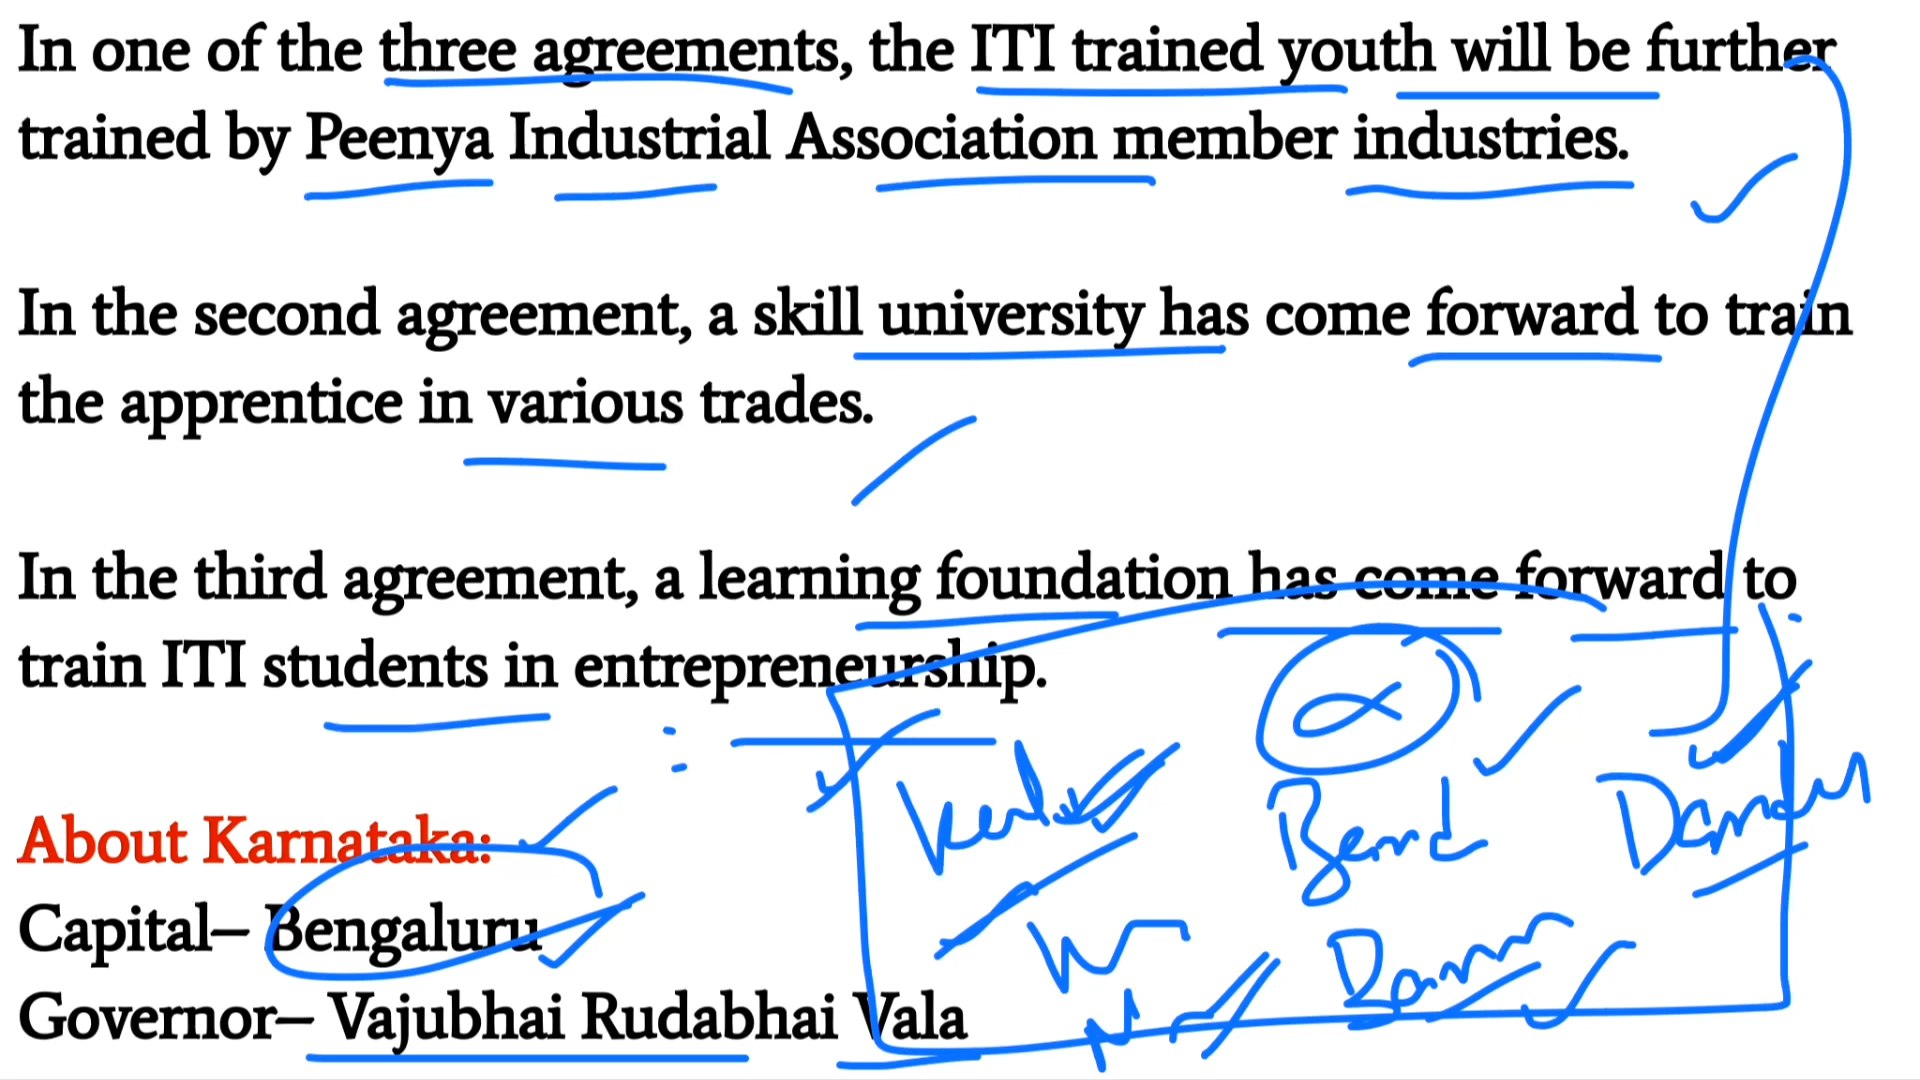 In one of the three agreements, the ITI trained youth will be further
trained by Peenya Industrial Association member industries.
In the second agreement, a skill university has come forward to train
the apprentice in various trades.
In the third agreement, a learning foundation has come forward to
train ITI students in entrepreneurship.
About Karnataka:
Capital– Bengaluru
Governor– Vajubhai Rudabhai Vala